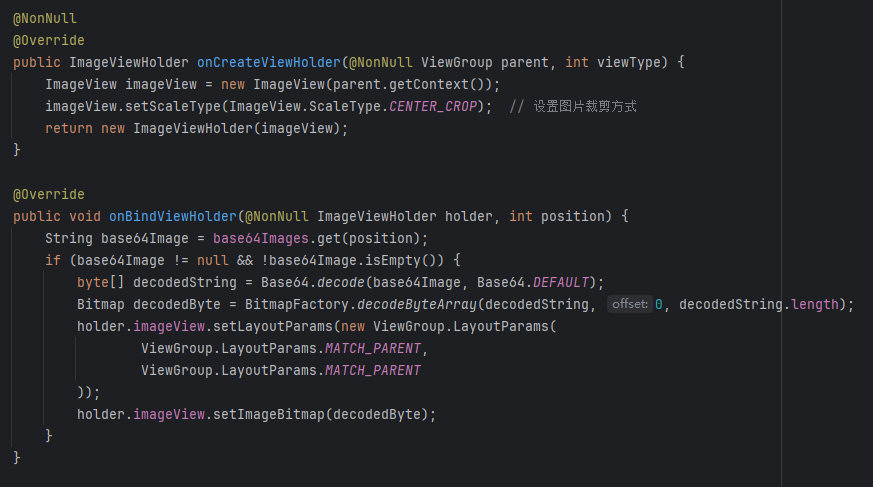 @NonNull
@Override
public ImageViewHolder onCreateViewHolder(@NonNull ViewGroup parent, int viewType) {
    ImageView imageView = new ImageView(parent.getContext());
    imageView.setScaleType(ImageView.ScaleType.CENTER_CROP);  // 设置图片裁剪方式
    return new ImageViewHolder(imageView);
}

@Override
public void onBindViewHolder(@NonNull ImageViewHolder holder, int position) {
    String base64Image = base64Images.get(position);
    if (base64Image != null && !base64Image.isEmpty()) {
        byte[] decodedString = Base64.decode(base64Image, Base64.DEFAULT);
        Bitmap decodedByte = BitmapFactory.decodeByteArray(decodedString, offset: 0, decodedString.length);
        holder.imageView.setLayoutParams(new ViewGroup.LayoutParams(
                ViewGroup.LayoutParams.MATCH_PARENT,
                ViewGroup.LayoutParams.MATCH_PARENT
        ));
        holder.imageView.setImageBitmap(decodedByte);
    }
}